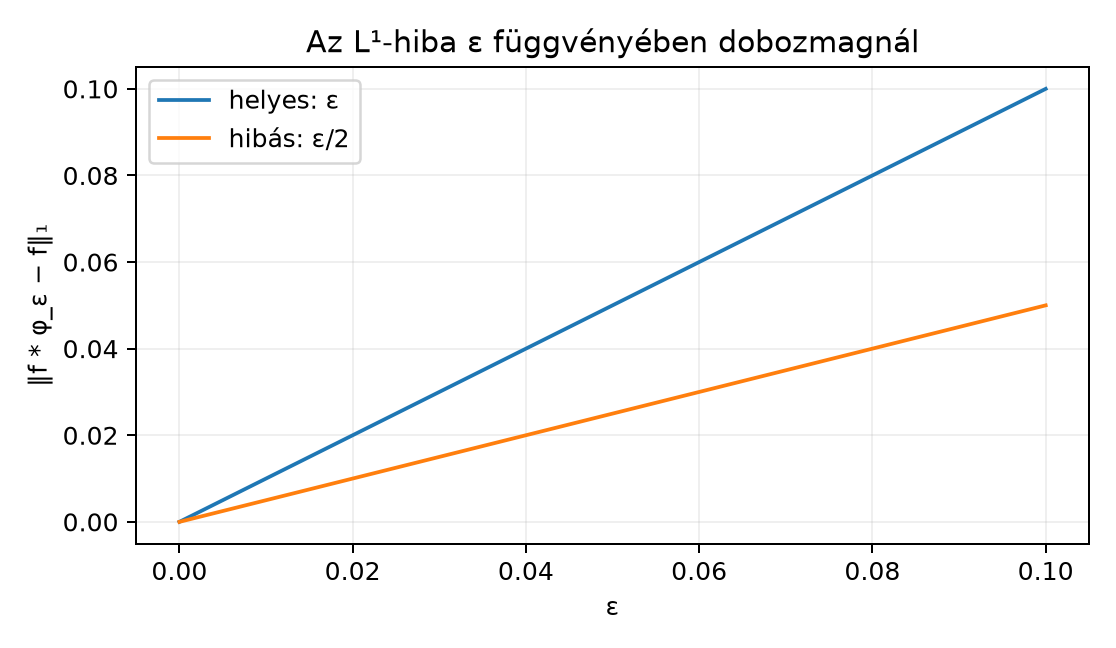 Az L¹-hiba ε függvényében dobozmagnál
helyes: ε
hibás: ε/2
‖f * φ_ε − f‖₁
0.10
0.08
0.06
0.04
0.02
0.00
0.00 0.02 0.04 0.06 0.08 0.10
ε